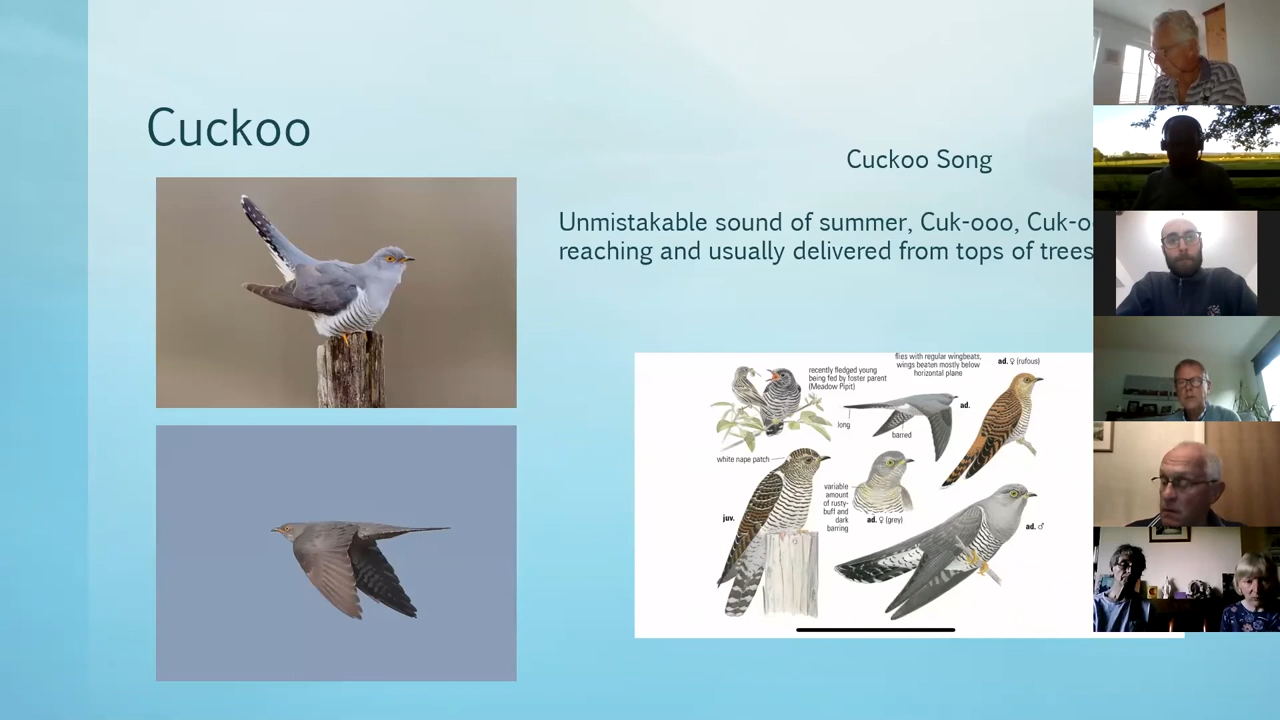 Cuckoo
Cuckoo Song
Unmistakable sound of summer, Cuk-ooo,
reaching and usually delivered from tops of trees
flies with regular wingbeats,
wings beaten mostly below
horizontal plane
ad. ♀ (rufous)
recently fledged young
being fed by foster parent
(Meadow Pipit)
ad.
long
barred
white nape patch
variable
amount
of rusty-
buff and
dark
barring
juv.
ad. ♀ (grey)
ad. ♂